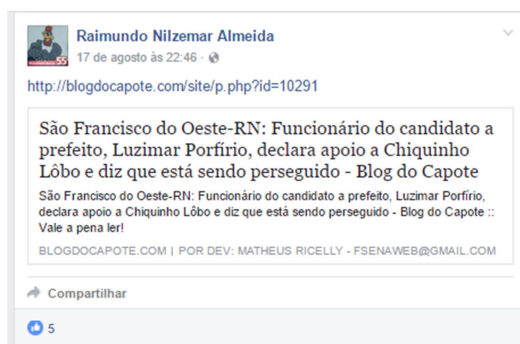 Raimundo Nilzemar Almeida
55
17 de agosto às 22:46 ·
http://blogdocapote.com/site/p.php?id=10291
São Francisco do Oeste-RN: Funcionário do candidato a
prefeito, Luzimar Porfírio, declara apoio a Chiquinho
Lôbo e diz que está sendo perseguido - Blog do Capote
São Francisco do Oeste-RN: Funcionário do candidato a prefeito, Luzimar Porfírio,
declara apoio a Chiquinho Lôbo e diz que está sendo perseguido - Blog do Capote ::
Vale a pena ler!
BLOGDOCAPOTE.COM | POR DEV: MATHEUS RICELLY - FSENAWEB@GMAIL.COM
Compartilhar
5